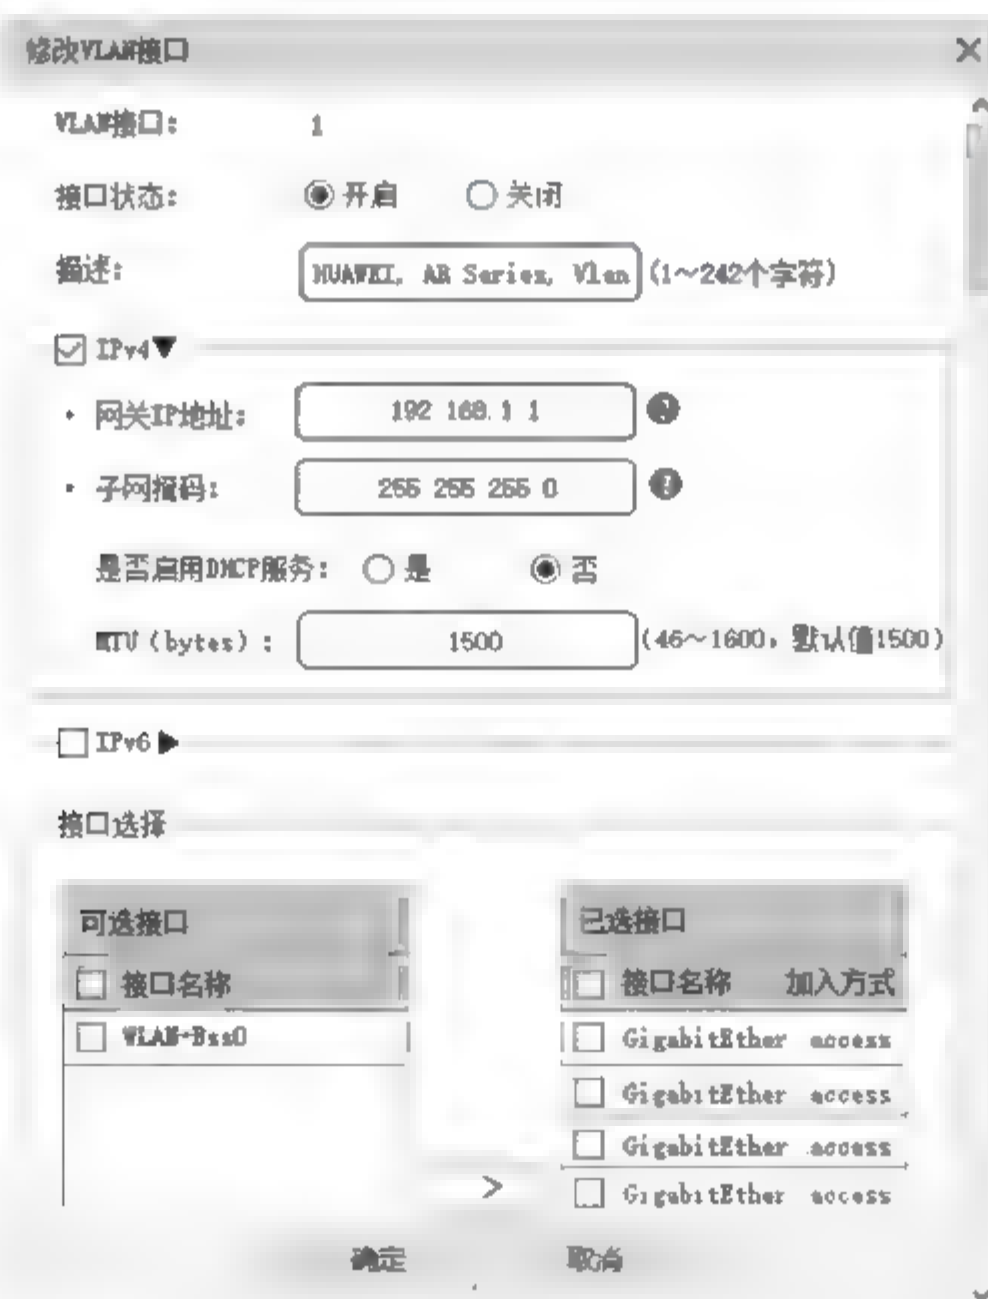 修改VLAN接口
VLAN接口： 1
接口状态： 开启 关闭
描述： HUAWEI, AR Series, Vlan (1～242个字符)
IPv4
网关IP地址： 192 168.1 1
子网掩码： 255 255 255 0
是否启用DHCP服务： 是 否
MTU (bytes) : 1500 (46～1600，默认值1500)
IPv6
接口选择
可选接口 已选接口
接口名称 接口名称 加入方式
WLAN-Bss0 GigabitEther access
GigabitEther access
GigabitEther access
GigabitEther access
确定 取消